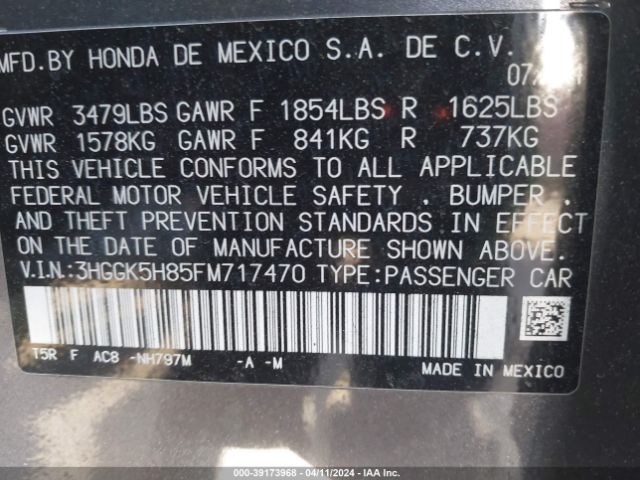 MFD.BY HONDA DE MEXICO S.A. DE C.V.
GVWR 3479LBS GAWR F 1854LBS R 1625LBS
GVWR 1578KG GAWR F 841KG R 737KG
THIS VEHICLE CONFORMS TO ALL APPLICABLE
FEDERAL MOTOR VEHICLE SAFETY , BUMPER ,
AND THEFT PREVENTION STANDARDS IN EFFECT
ON THE DATE OF MANUFACTURE SHOWN ABOVE.
V.I.N:3HGGK5H85FM717470 TYPE:PASSENGER CAR
T5R F AC8 -NH797M -A -M
MADE IN MEXICO
000-39173968 | 04/11/2024 | IAA Inc.